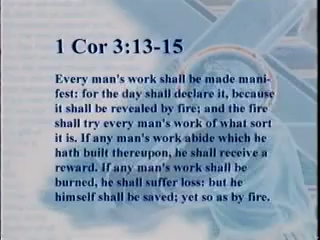 1 Cor 3:13-15
Every man's work shall be made mani-
fest: for the day shall declare it, because
it shall be revealed by fire; and the fire
shall try every man's work of what sort
it is. If any man's work abide which he
hath built thereupon, he shall receive a
reward. If any man's work shall be
burned, he shall suffer loss: but he
himself shall be saved; yet so as by fire.